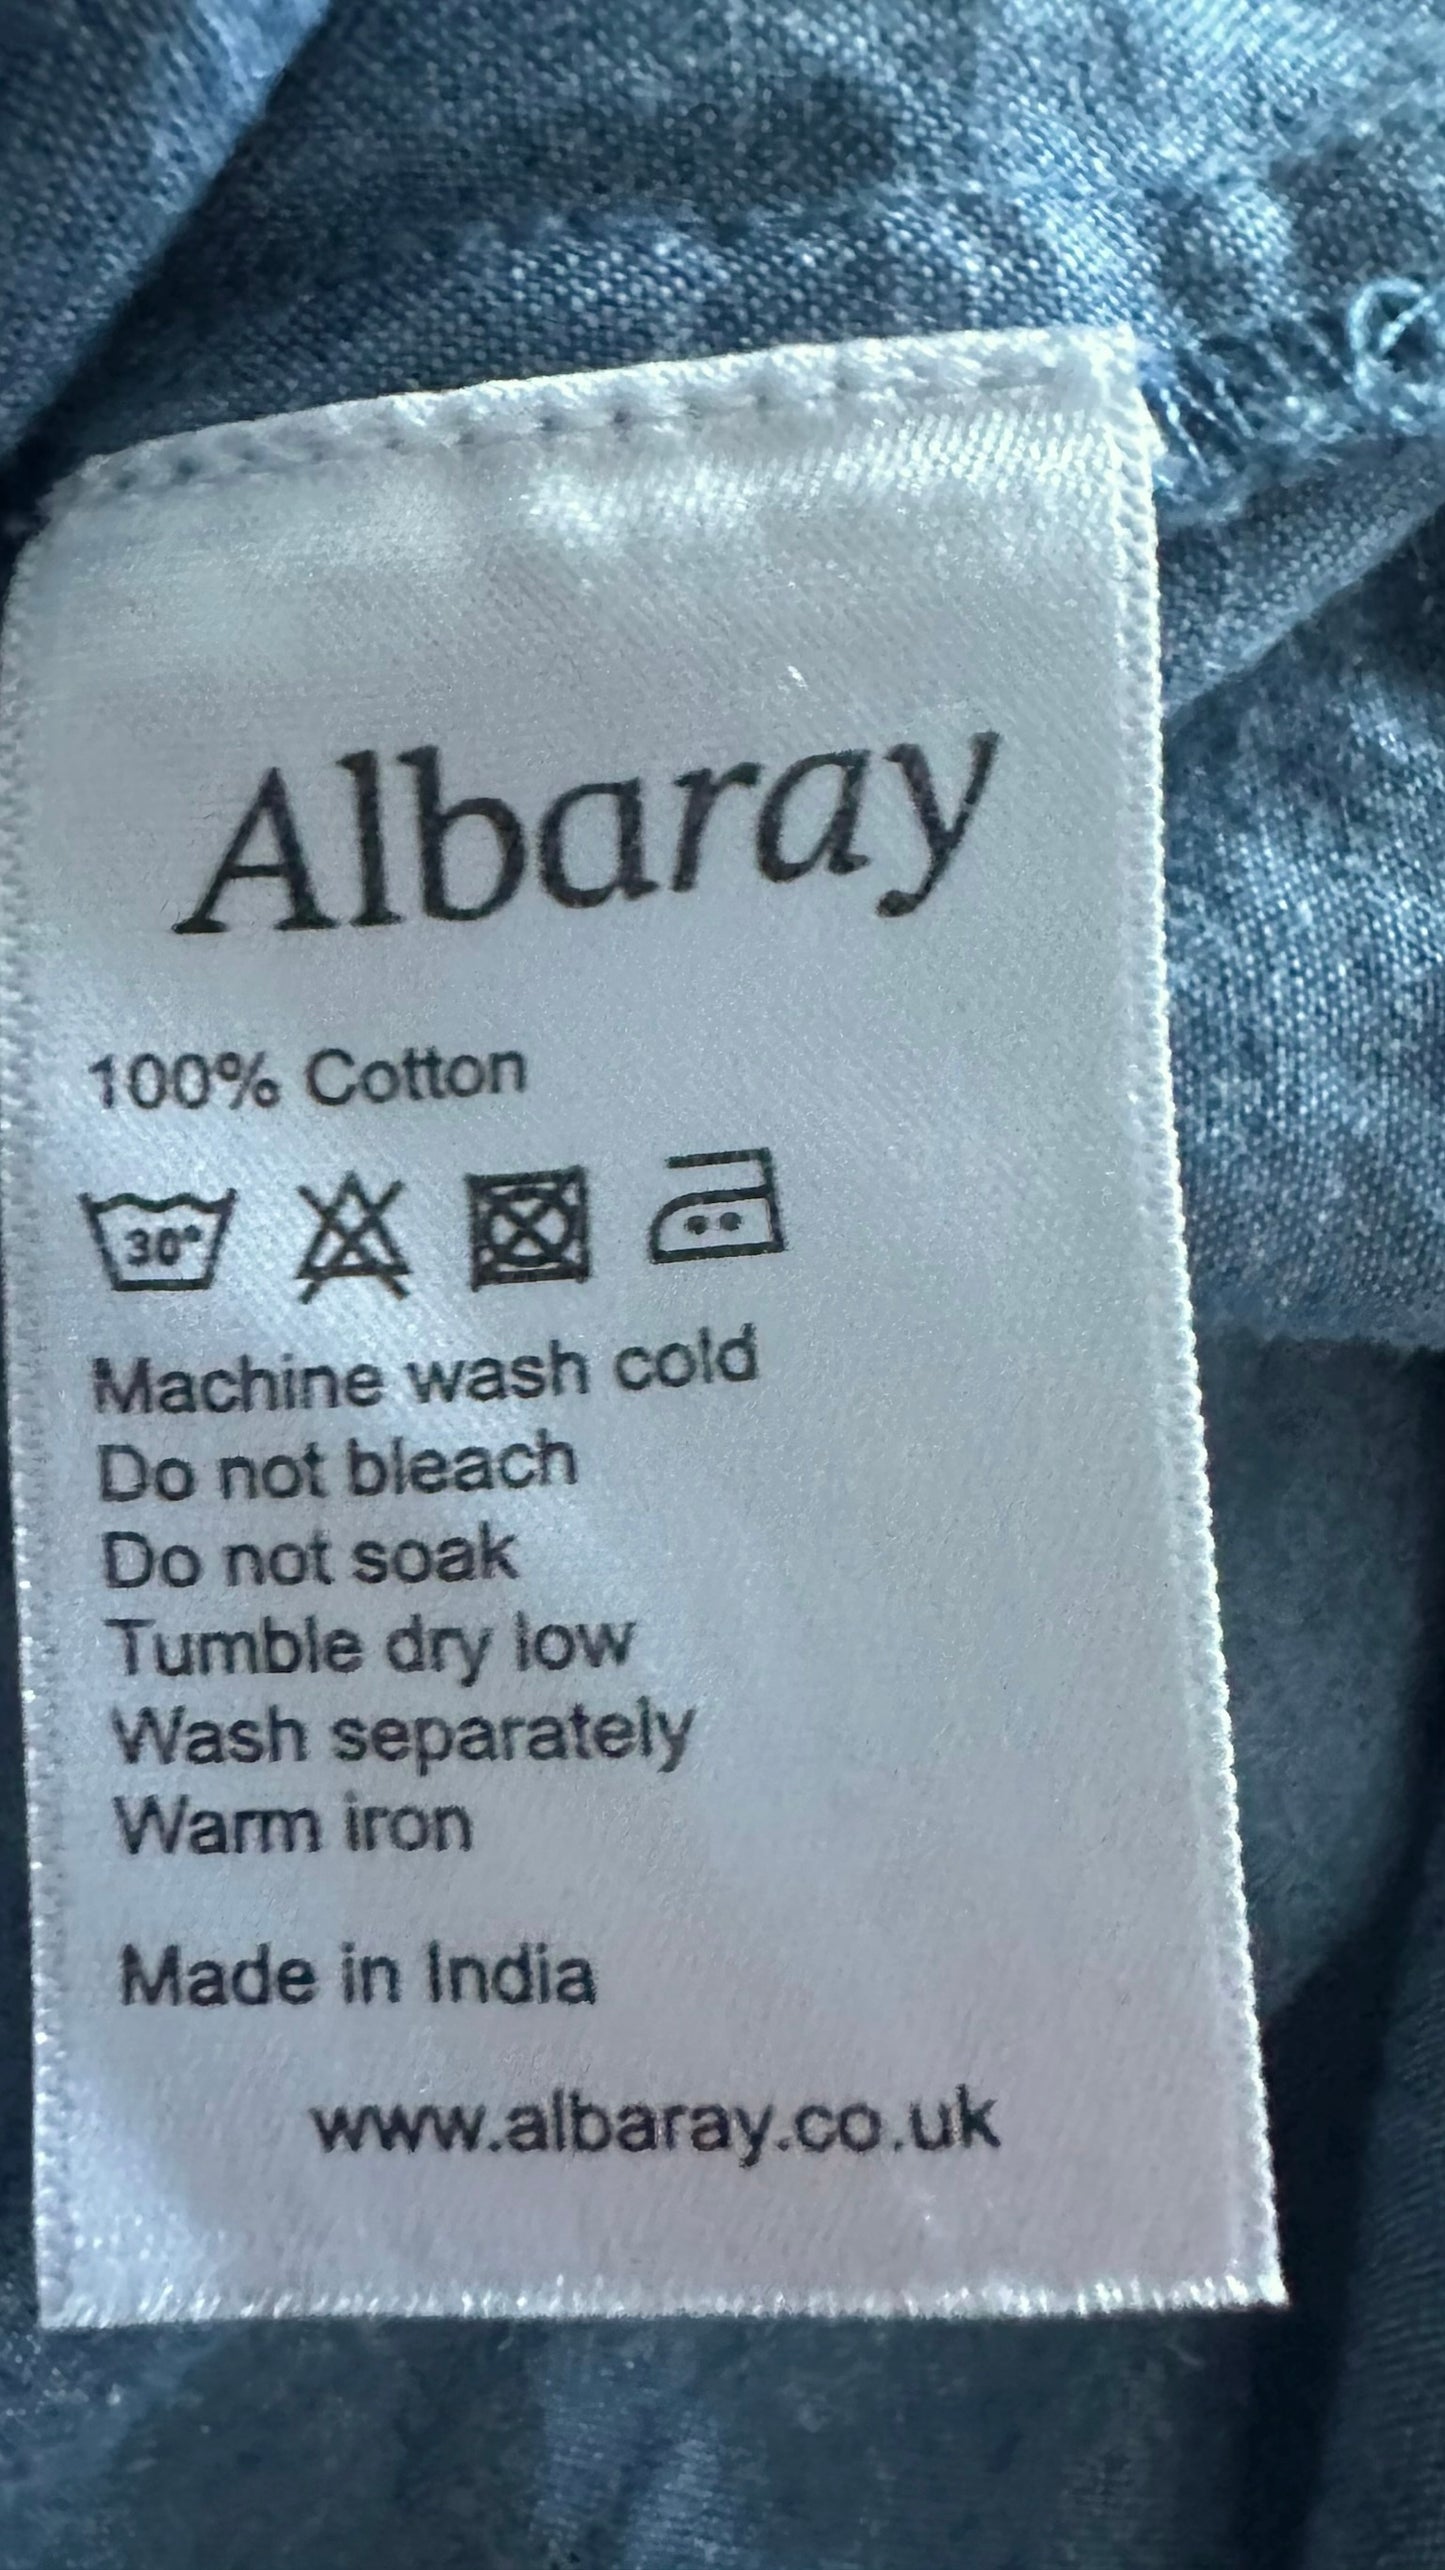 Albaray
100% Cotton
30°
Machine wash cold
Do not bleach
Do not soak
Tumble dry low
Wash separately
Warm iron
Made in India
www.albaray.co.uk